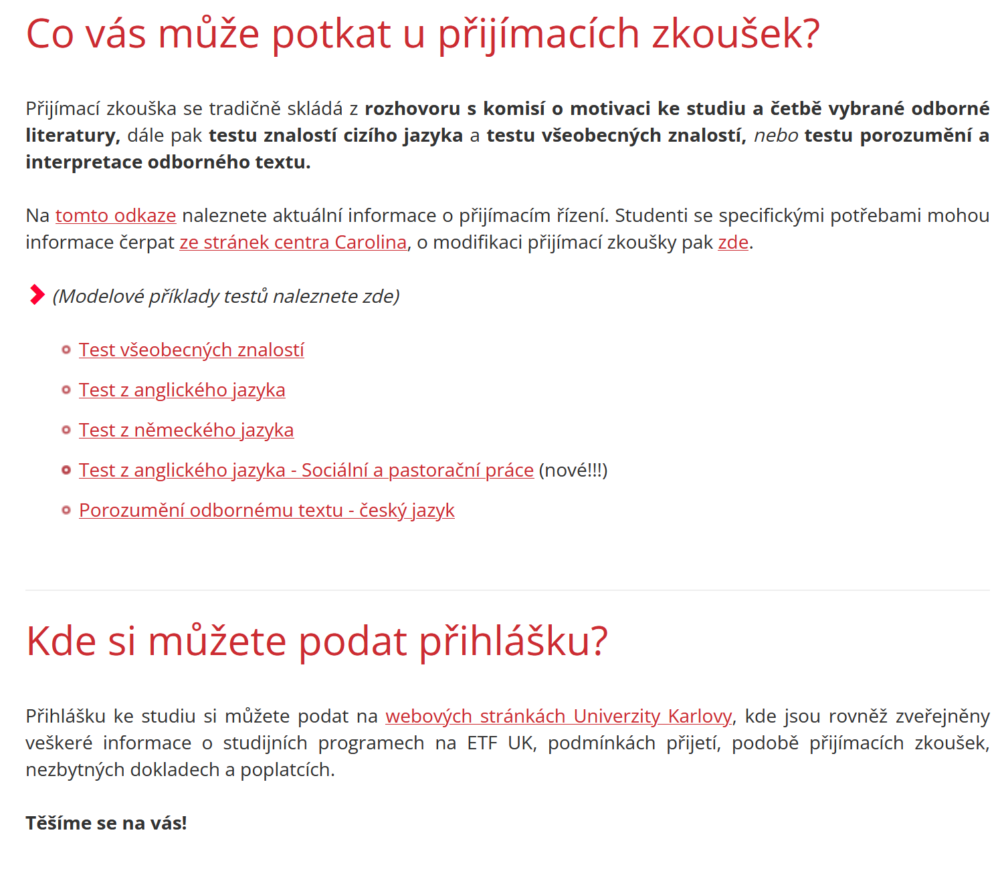 Co vás může potkat u přijímacích zkoušek?
Přijímací zkouška se tradičně skládá z rozhovoru s komisí o motivaci ke studiu a četbě vybrané odborné
literatury, dále pak testu znalostí cizího jazyka a testu všeobecných znalostí, nebo testu porozumění a
interpretace odborného textu.
Na tomto odkaze naleznete aktuální informace o přijímacím řízení. Studenti se specifickými potřebami mohou
informace čerpat ze stránek centra Carolina, o modifikaci přijímací zkoušky pak zde.
(Modelové příklady testů naleznete zde)
Test všeobecných znalostí
Test z anglického jazyka
Test z německého jazyka
Test z anglického jazyka - Sociální a pastorační práce (nové!!!)
Porozumění odbornému textu - český jazyk
Kde si můžete podat přihlášku?
Přihlášku ke studiu si můžete podat na webových stránkách Univerzity Karlovy, kde jsou rovněž zveřejněny
veškeré informace o studijních programech na ETF UK, podmínkách přijetí, podobě přijímacích zkoušek,
nezbytných dokladech a poplatcích.
Těšíme se na vás!